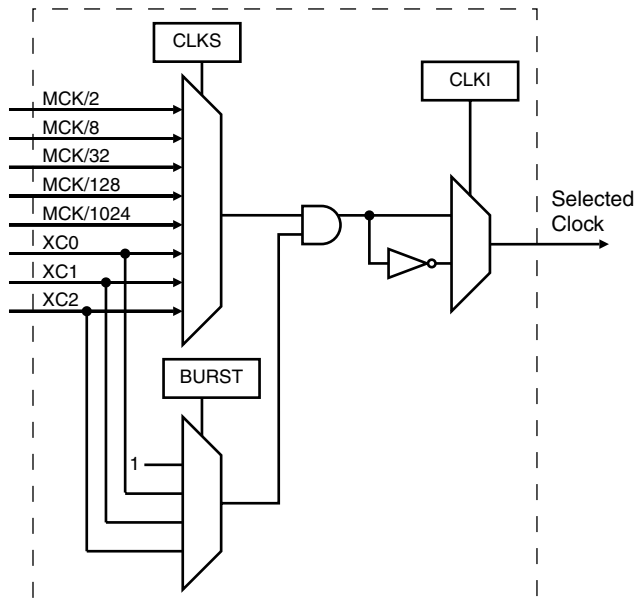 CLKS
CLKI
MCK/2
MCK/8
MCK/32
MCK/128
MCK/1024
XC0
XC1
XC2
Selected
Clock
BURST
1